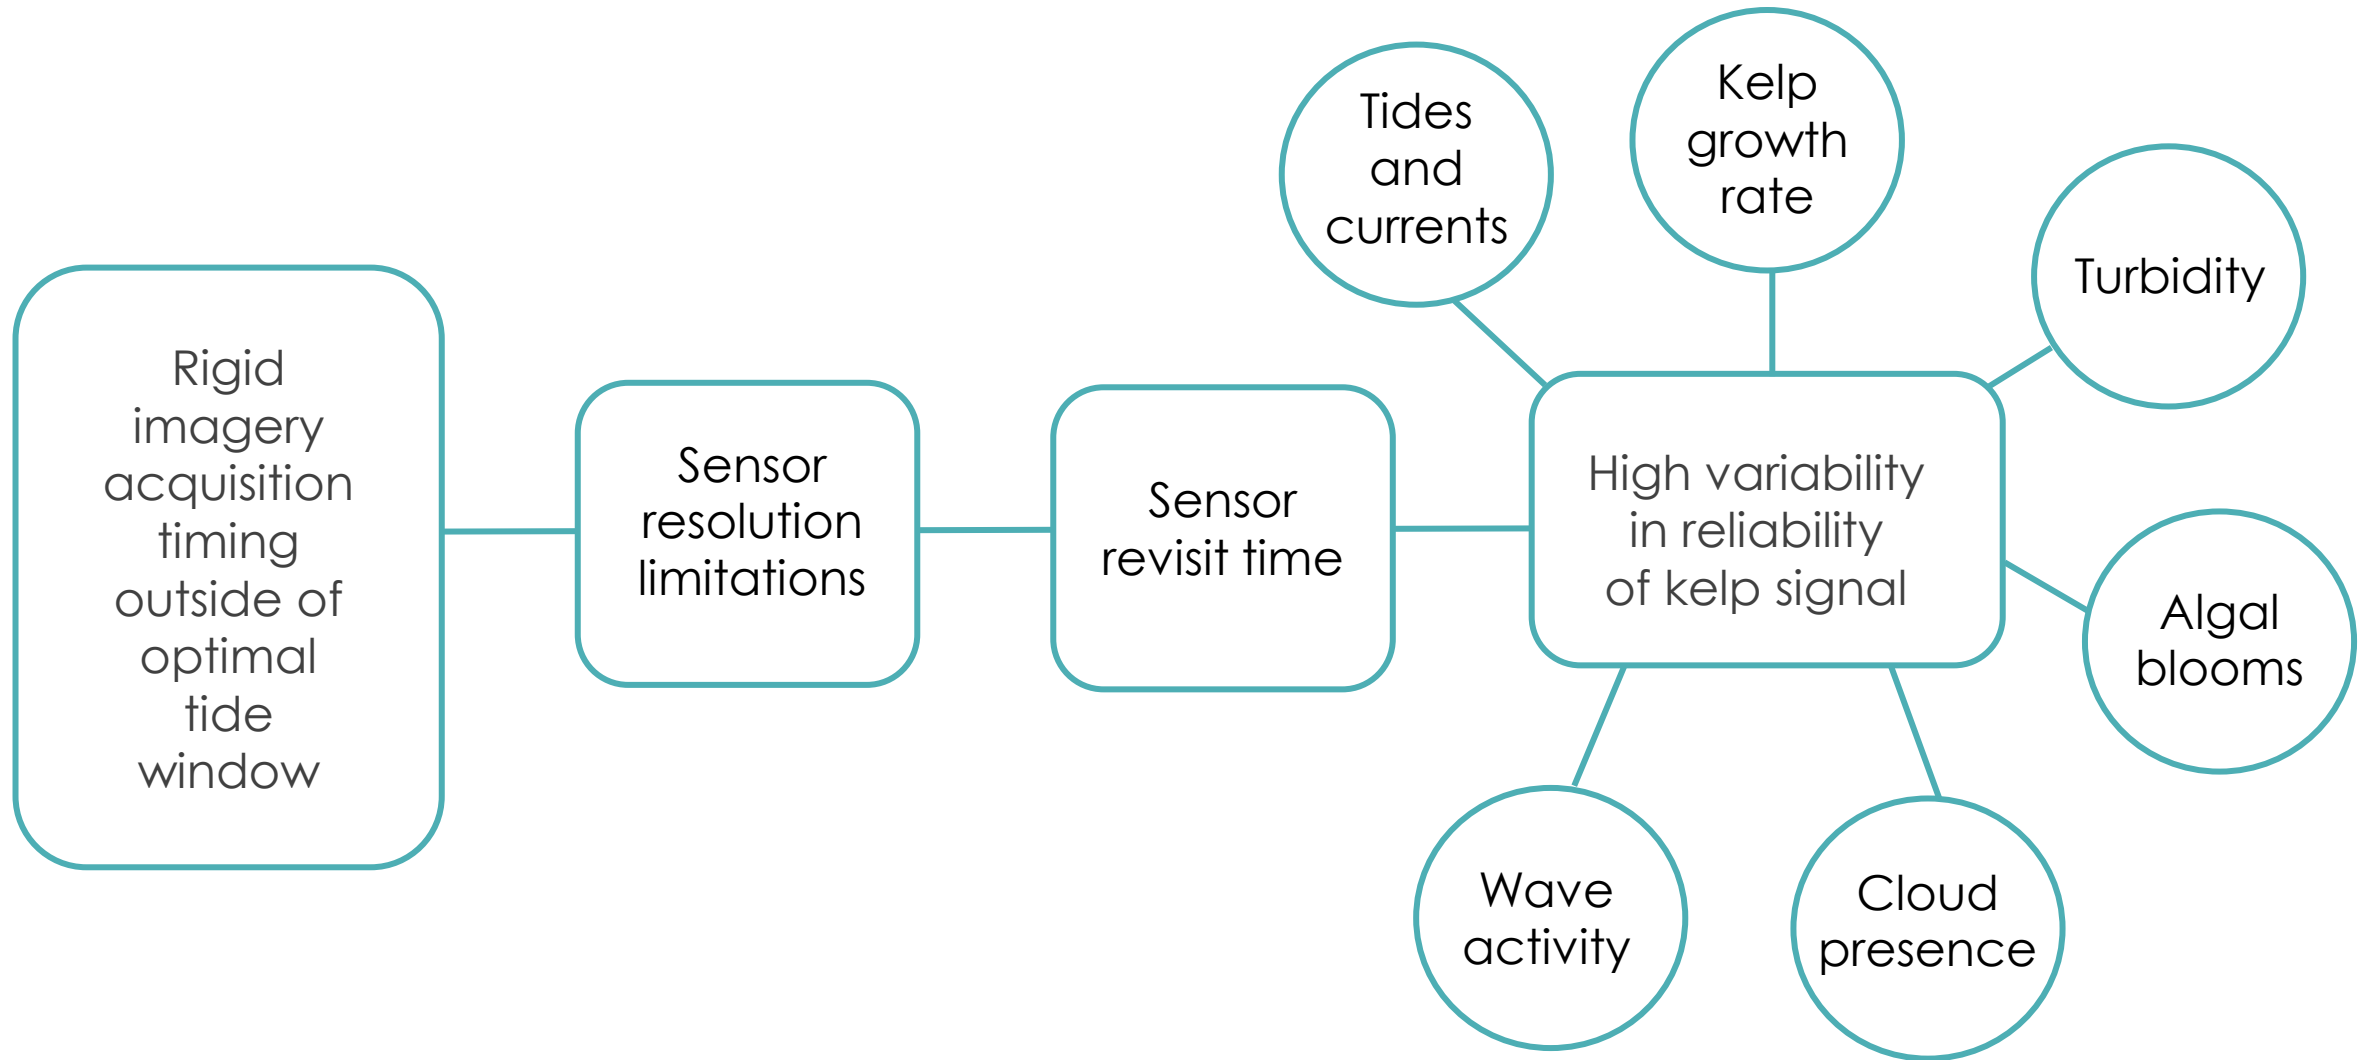 Rigid
imagery
acquisition
timing
outside of
optimal
tide
window
Sensor
resolution
limitations
Sensor
revisit time
High variability
in reliability
of kelp signal
Tides
and
currents
Kelp
growth
rate
Turbidity
Algal
blooms
Cloud
presence
Wave
activity